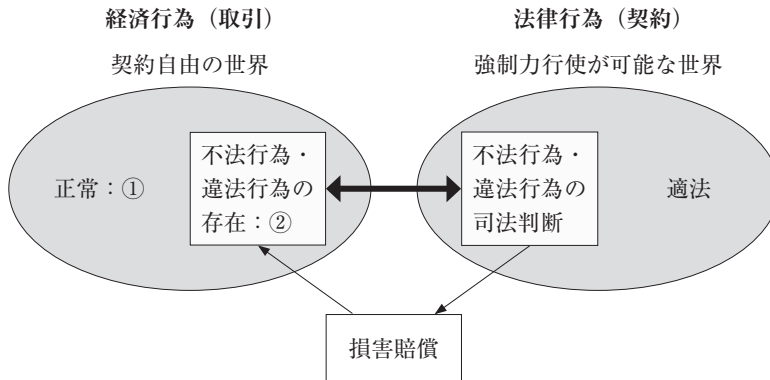 経済行為（取引）
契約自由の世界
正常：①
不法行為・
違法行為の
存在：②
法律行為（契約）
強制力行使が可能な世界
不法行為・
違法行為の
司法判断
適法
損害賠償